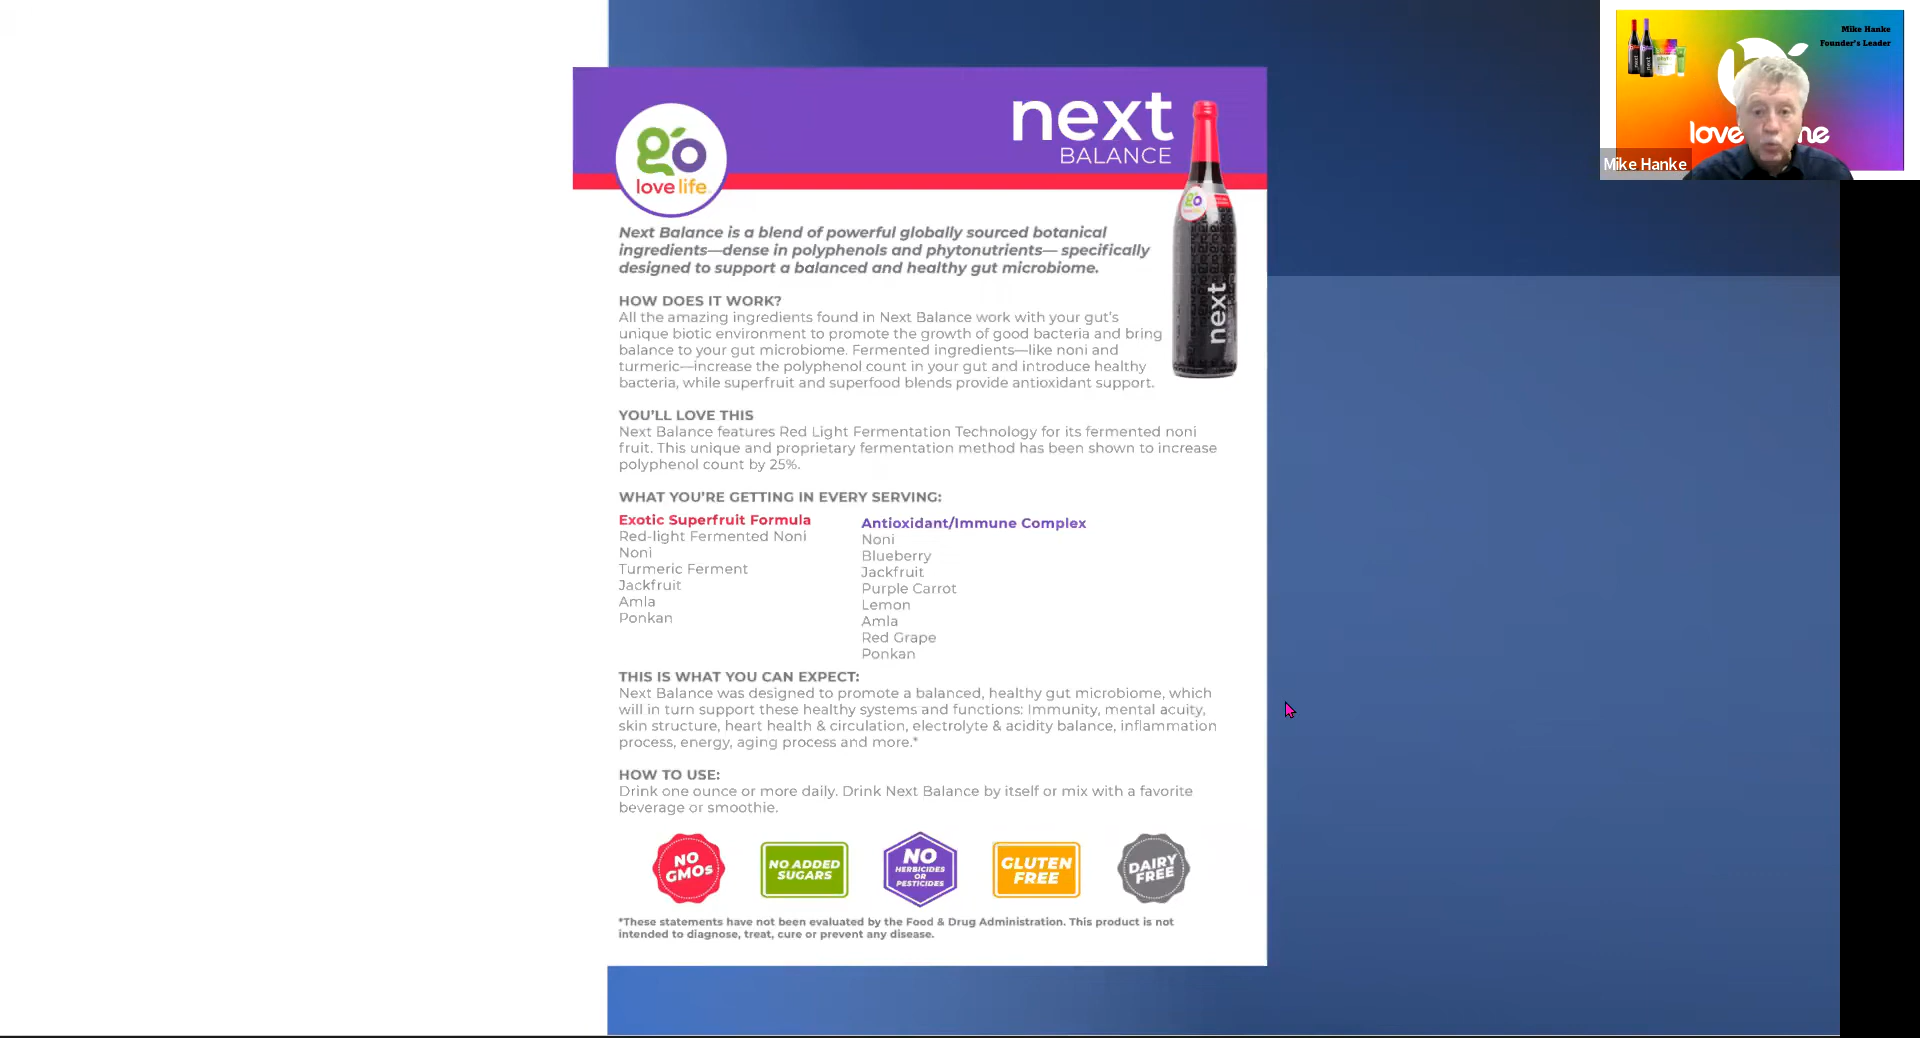 Mike Hanke
Founder's Leader
love me
Mike Hanke
next
BALANCE
go
love life
go
next
Next Balance is a blend of powerful globally sourced botanical
ingredients—dense in polyphenols and phytonutrients— specifically
designed to support a balanced and healthy gut microbiome.
HOW DOES IT WORK?
All the amazing ingredients found in Next Balance work with your gut's
unique biotic environment to promote the growth of good bacteria and bring
balance to your gut microbiome. Fermented ingredients—like noni and
turmeric—increase the polyphenol count in your gut and introduce healthy
bacteria, while superfruit and superfood blends provide antioxidant support.
YOU'LL LOVE THIS
Next Balance features Red Light Fermentation Technology for its fermented noni
fruit. This unique and proprietary fermentation method has been shown to increase
polyphenol count by 25%.
WHAT YOU'RE GETTING IN EVERY SERVING:
Exotic Superfruit Formula
Red-light Fermented Noni
Noni
Turmeric Ferment
Jackfruit
Amla
Ponkan
Antioxidant/Immune Complex
Noni
Blueberry
Jackfruit
Purple Carrot
Lemon
Amla
Red Grape
Ponkan
THIS IS WHAT YOU CAN EXPECT:
Next Balance was designed to promote a balanced, healthy gut microbiome, which
will in turn support these healthy systems and functions: Immunity, mental acuity,
skin structure, heart health & circulation, electrolyte & acidity balance, inflammation
process, energy, aging process and more.*
HOW TO USE:
Drink one ounce or more daily. Drink Next Balance by itself or mix with a favorite
beverage or smoothie.
NO
GMOs
NO ADDED
SUGARS
NO
HERBICIDES
OR
PESTICIDES
GLUTEN
FREE
DAIRY
FREE
*These statements have not been evaluated by the Food & Drug Administration. This product is not
intended to diagnose, treat, cure or prevent any disease.